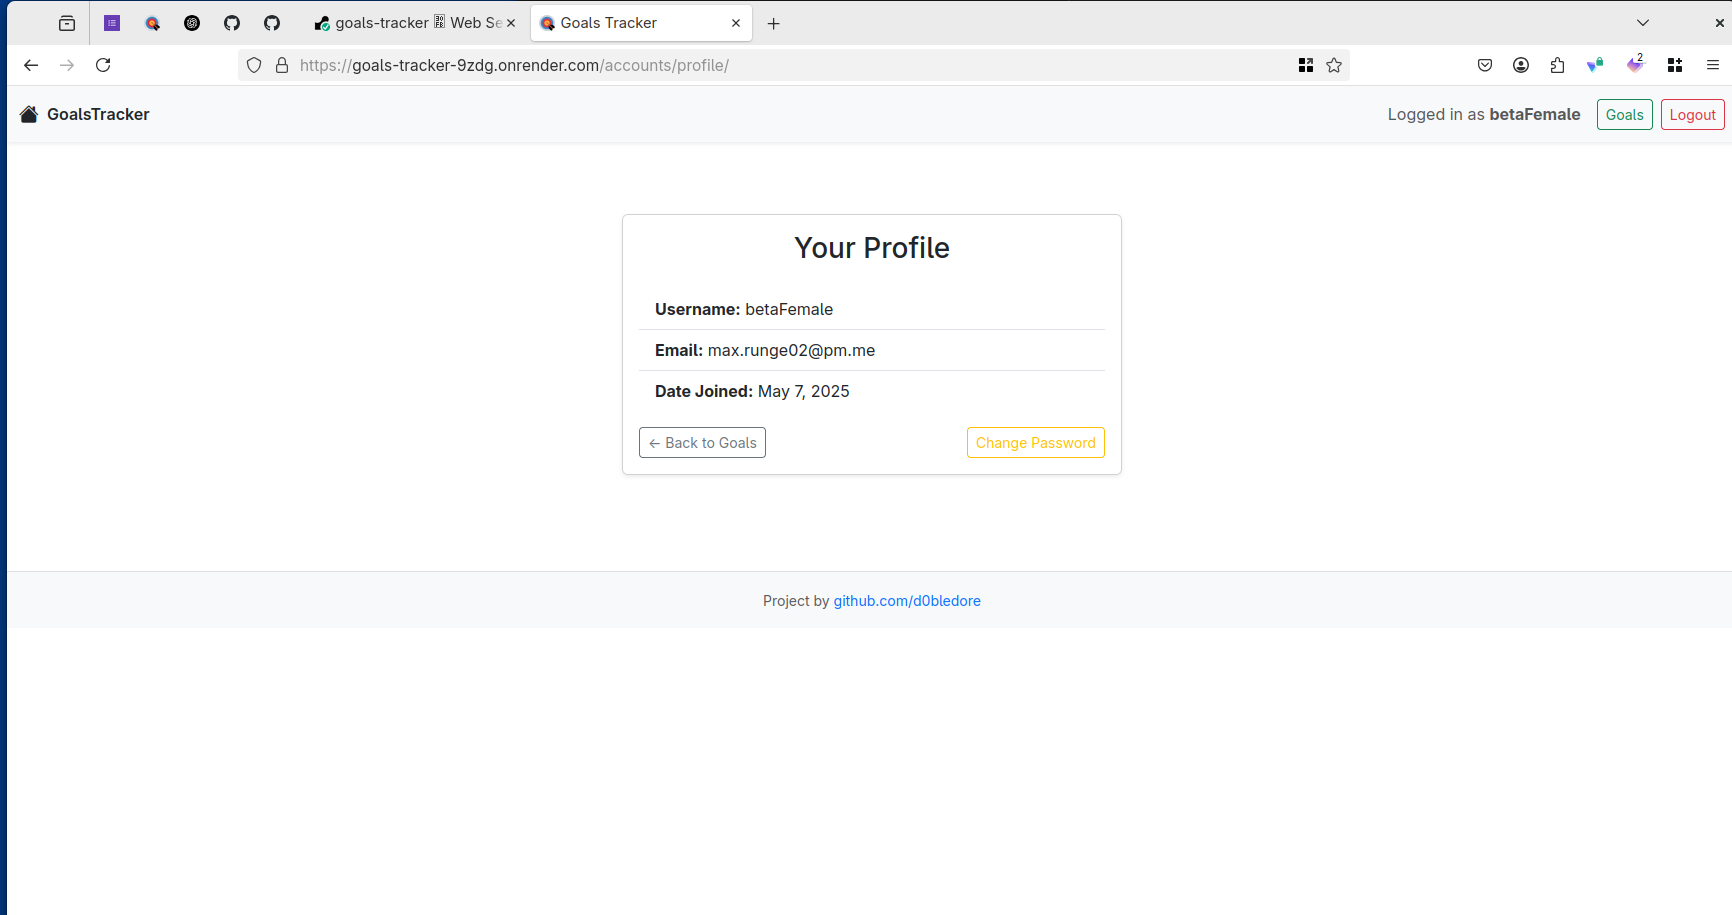 goals-tracker Web Se
Goals Tracker
https://goals-tracker-9zdg.onrender.com/accounts/profile/
2
GoalsTracker
Logged in as betaFemale
Goals
Logout
Your Profile
Username: betaFemale
Email: max.runge02@pm.me
Date Joined: May 7, 2025
← Back to Goals
Change Password
Project by github.com/d0bledore